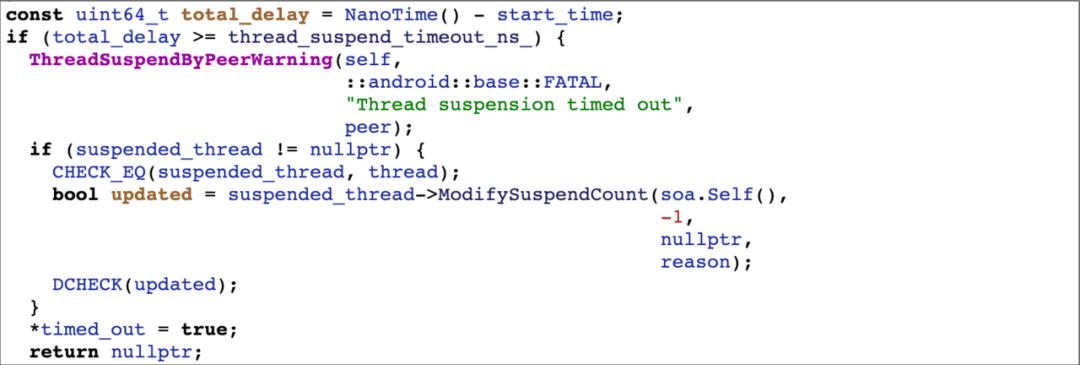 const uint64_t total_delay = NanoTime() - start_time;
if (total_delay >= thread_suspend_timeout_ns_) {
  ThreadSuspendByPeerWarning(self,
                             ::android::base::FATAL,
                             "Thread suspension timed out",
                             peer);
  if (suspended_thread != nullptr) {
    CHECK_EQ(suspended_thread, thread);
    bool updated = suspended_thread->ModifySuspendCount(soa.Self(),
                                                        -1,
                                                        nullptr,
                                                        reason);
    DCHECK(updated);
  }
  *timed_out = true;
  return nullptr;